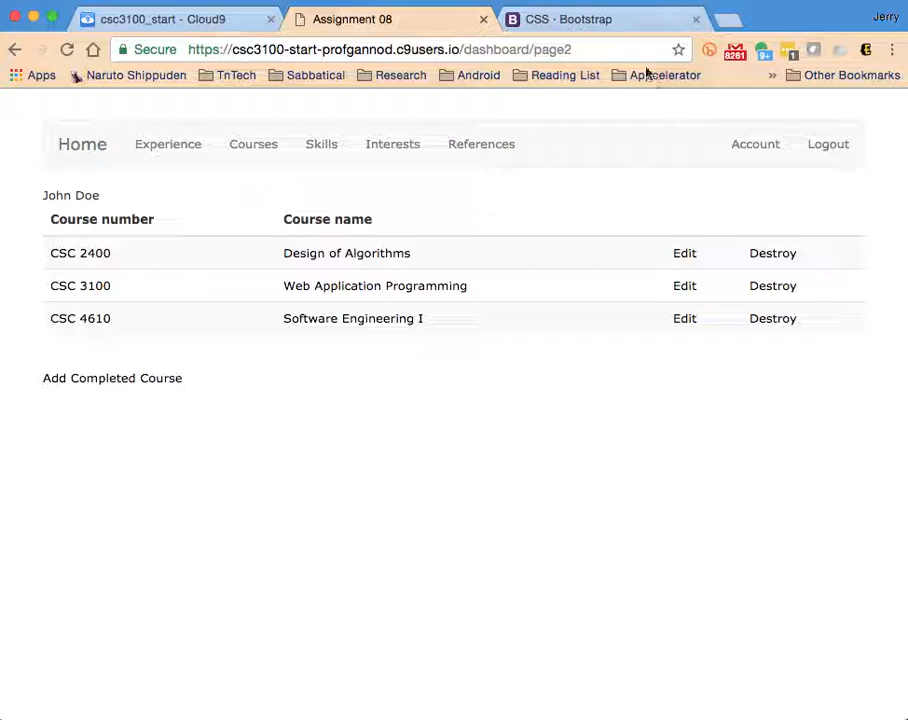 csc3100_start - Cloud9
Assignment 08
CSS · Bootstrap
Jerry
Secure https://csc3100-start-profgannod.c9users.io/dashboard/page2
8261
9+
1
Apps Naruto Shippuden TnTech Sabbatical Research Android Reading List Appcelerator » Other Bookmarks
Home Experience Courses Skills Interests References Account Logout
John Doe
Course number Course name
CSC 2400 Design of Algorithms Edit Destroy
CSC 3100 Web Application Programming Edit Destroy
CSC 4610 Software Engineering I Edit Destroy
Add Completed Course